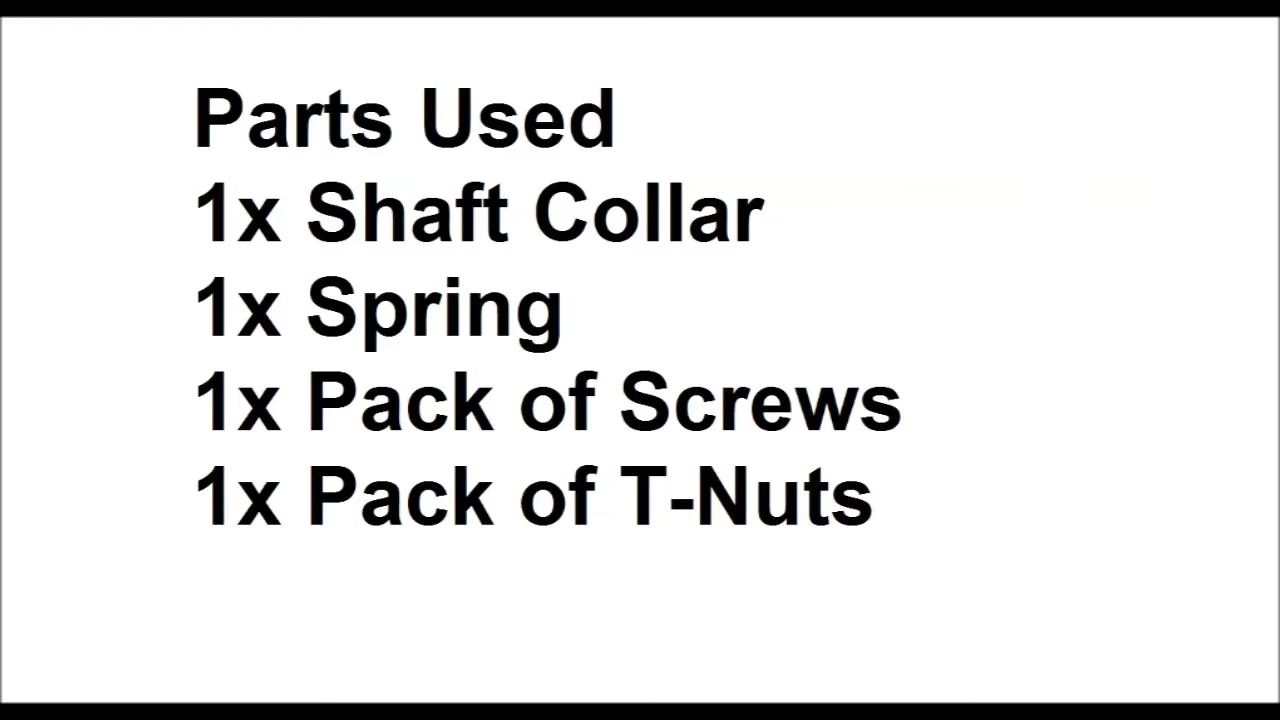 Parts Used
1x Shaft Collar
1x Spring
1x Pack of Screws
1x Pack of T-Nuts